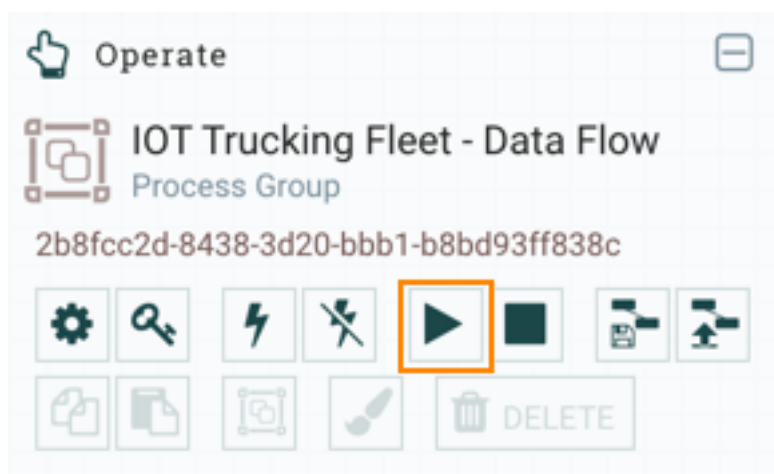 Operate
IOT Trucking Fleet - Data Flow
Process Group
2b8fcc2d-8438-3d20-bbb1-b8bd93ff838c
DELETE